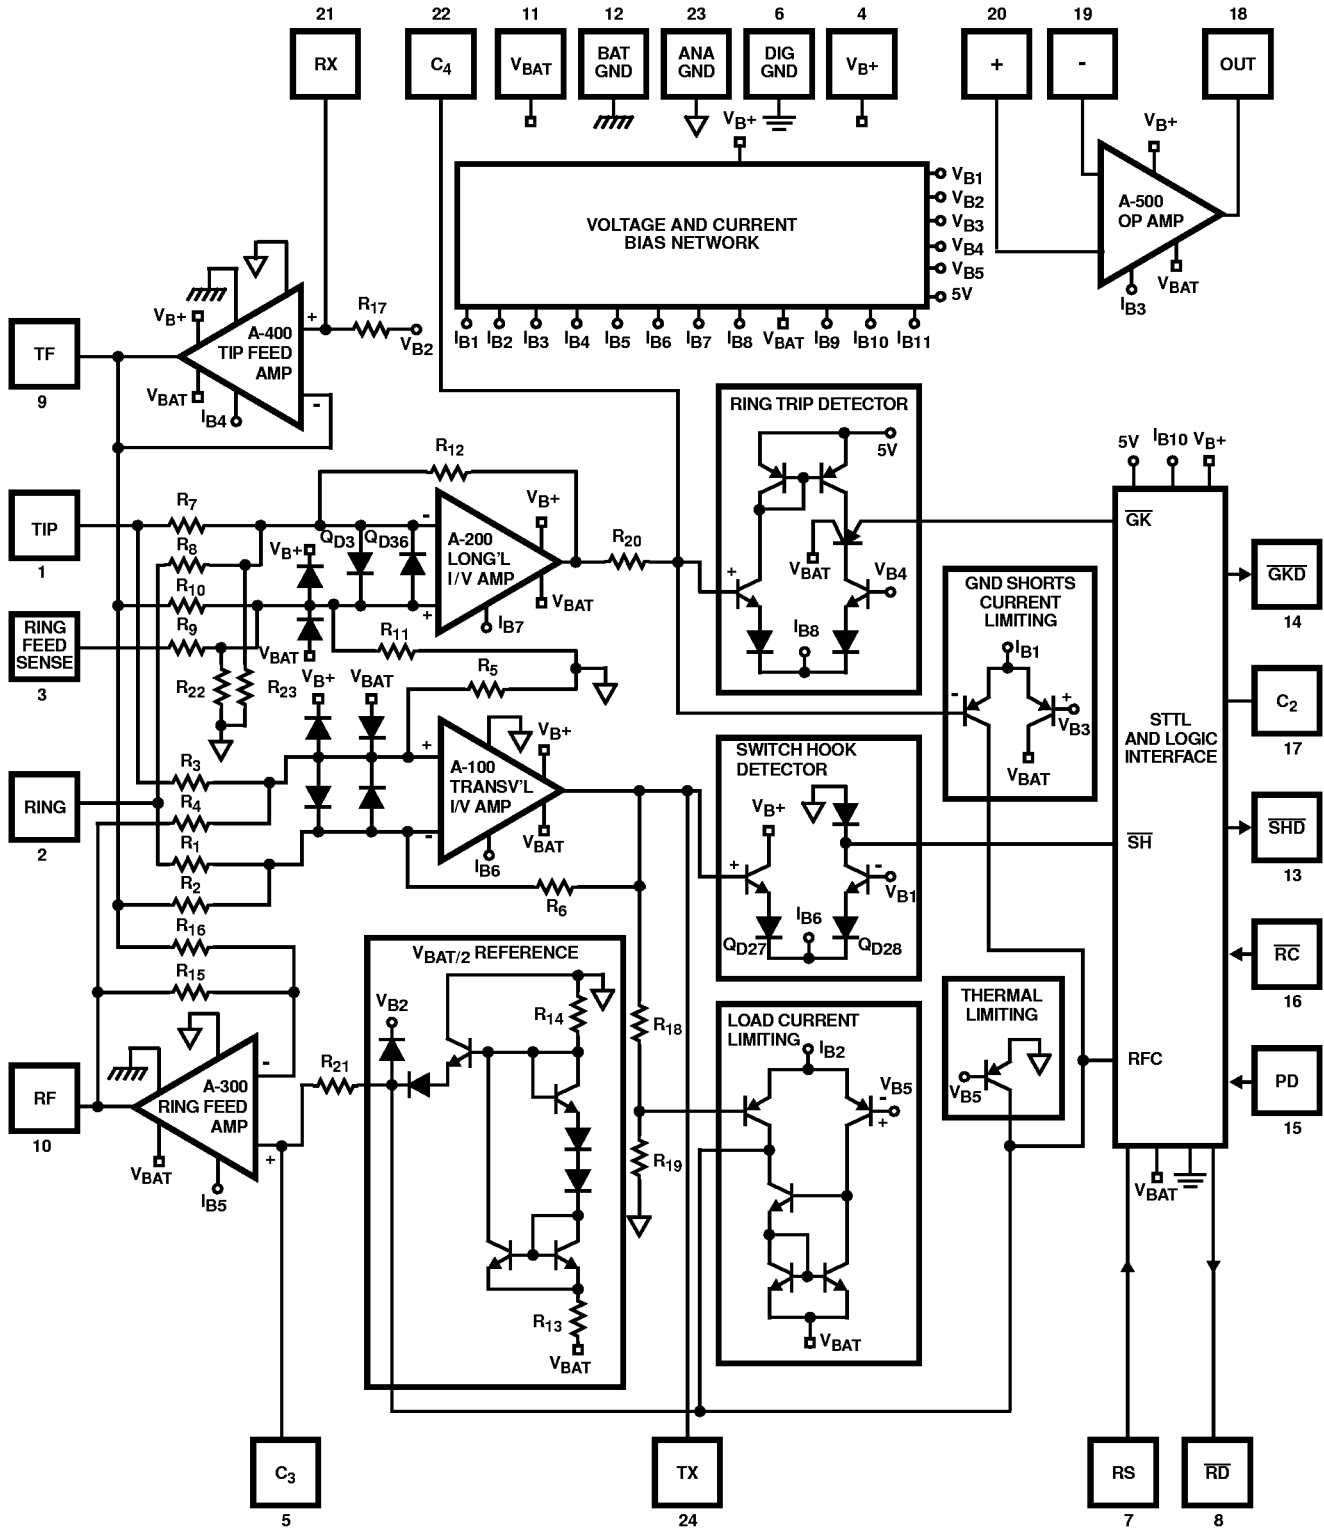 21 22 11 12 23 6 4 20 19 18
RX C4 VBAT BAT GND ANA GND DIG GND VB+ + - OUT
VB+
VOLTAGE AND CURRENT
BIAS NETWORK
VB1
VB2
VB3
VB4
VB5
5V
IB1 IB2 IB3 IB4 IB5 IB6 IB7 IB8 VBAT IB9 IB10 IB11
VB+
A-500
OP AMP
VBAT
IB3
VB+
A-400
TIP FEED
AMP
+
-
VBAT
IB4
R17
VB2
TF
9
TIP
1
RING
FEED
SENSE
3
RING
2
RF
10
R7
R8
R10
R9
R22
R23
R12
VB+
QD3
QD36
VBAT
-
+
A-200
LONG'L
I/V AMP
VB+
VBAT
IB7
R20
R11
R5
VB+
VBAT
R3
R4
R1
R2
R16
R15
+
-
A-100
TRANSV'L
I/V AMP
VB+
VBAT
IB6
R6
RING TRIP DETECTOR
5V
VBAT
+
VB4
IB8
GND SHORTS
CURRENT
LIMITING
IB1
-
+
VB3
VBAT
SWITCH HOOK
DETECTOR
VB+
+
-
VB1
IB6
QD27
QD28
VBAT/2 REFERENCE
VB2
R14
R13
VBAT
R18
R19
LOAD CURRENT
LIMITING
IB2
VB5
-
+
VBAT
THERMAL
LIMITING
VB5
A-300
RING FEED
AMP
-
+
VBAT
IB5
R21
5V IB10 VB+
GK
STTL
AND LOGIC
INTERFACE
SH
RFC
VBAT
GKD
14
C2
17
SHD
13
RC
16
PD
15
C3
5
TX
24
RS
7
RD
8